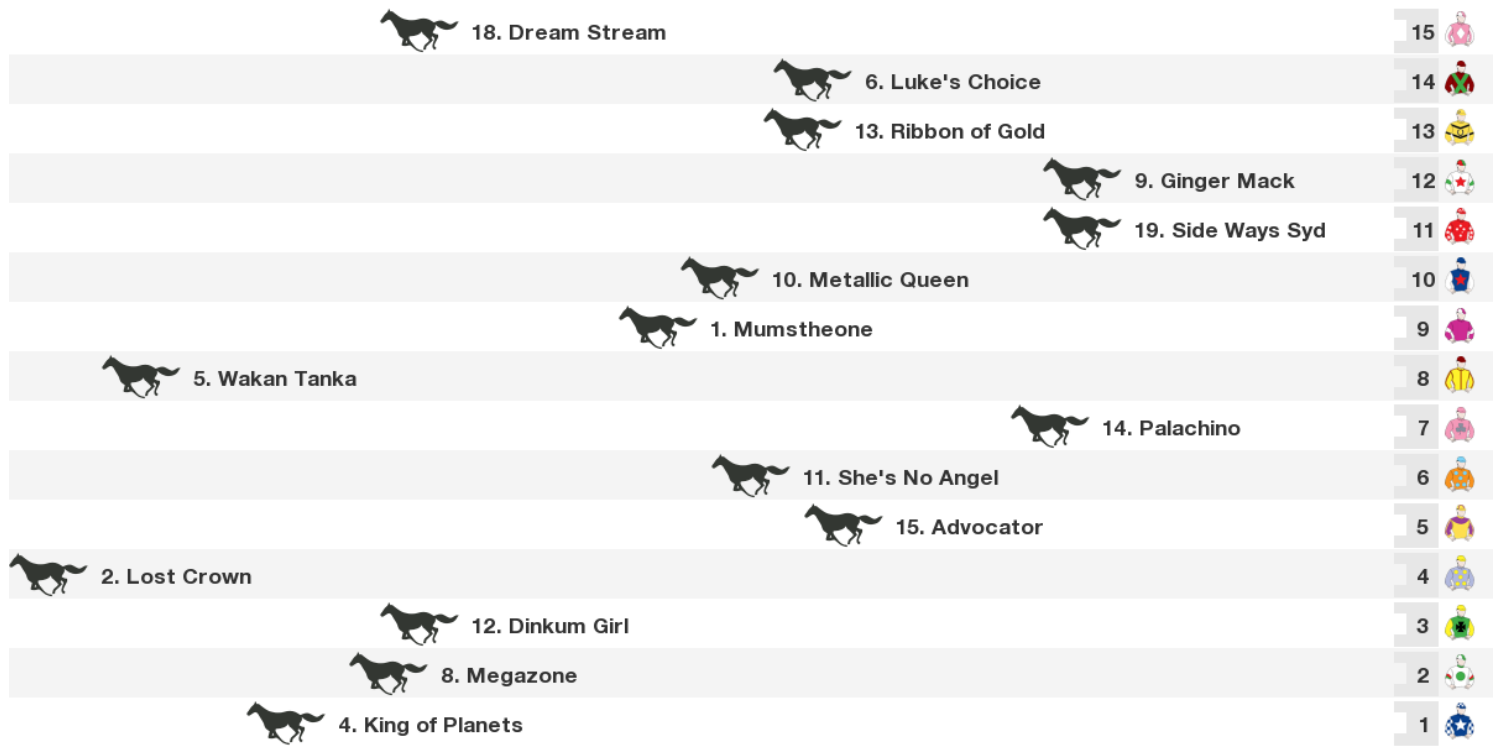 18. Dream Stream 15
6. Luke's Choice 14
13. Ribbon of Gold 13
9. Ginger Mack 12
19. Side Ways Syd 11
10. Metallic Queen 10
1. Mumstheone 9
5. Wakan Tanka 8
14. Palachino 7
11. She's No Angel 6
15. Advocator 5
2. Lost Crown 4
12. Dinkum Girl 3
8. Megazone 2
4. King of Planets 1